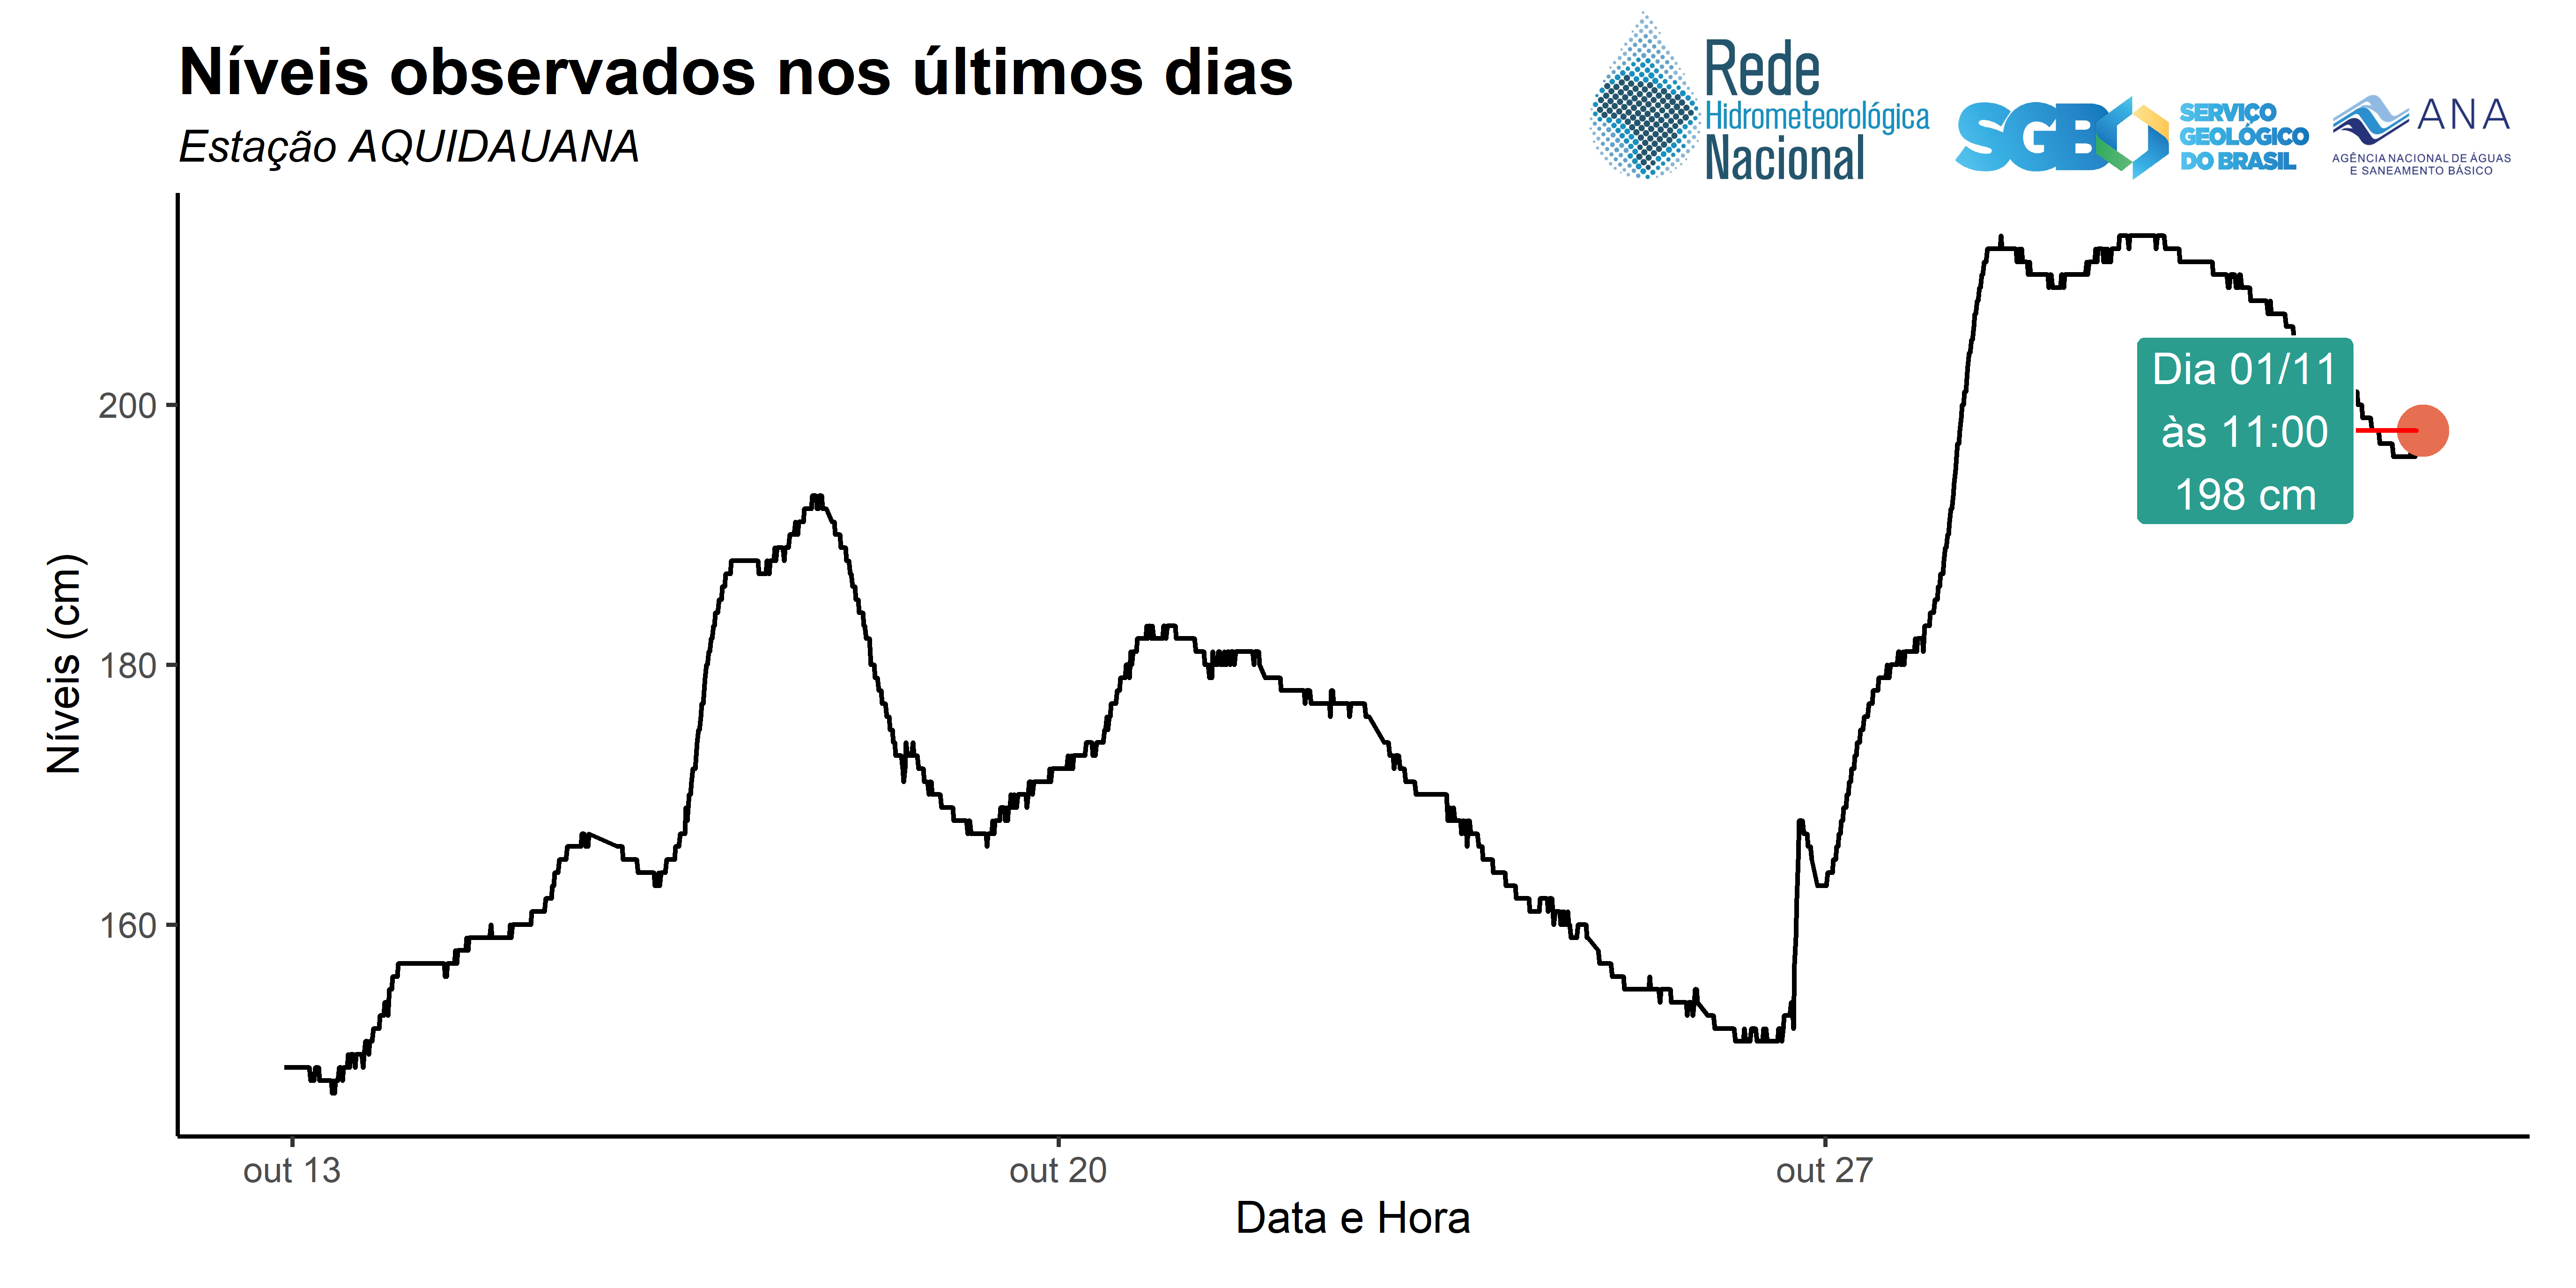 Níveis observados nos últimos dias
Estação AQUIDAUANA
Rede
Hidrometeorológica
Nacional
SGB
SERVIÇO
GEOLÓGICO
DO BRASIL
ANA
AGÊNCIA NACIONAL DE ÁGUAS
E SANEAMENTO BÁSICO
Níveis (cm)
200
180
160
Dia 01/11
às 11:00
198 cm
out 13
out 20
out 27
Data e Hora